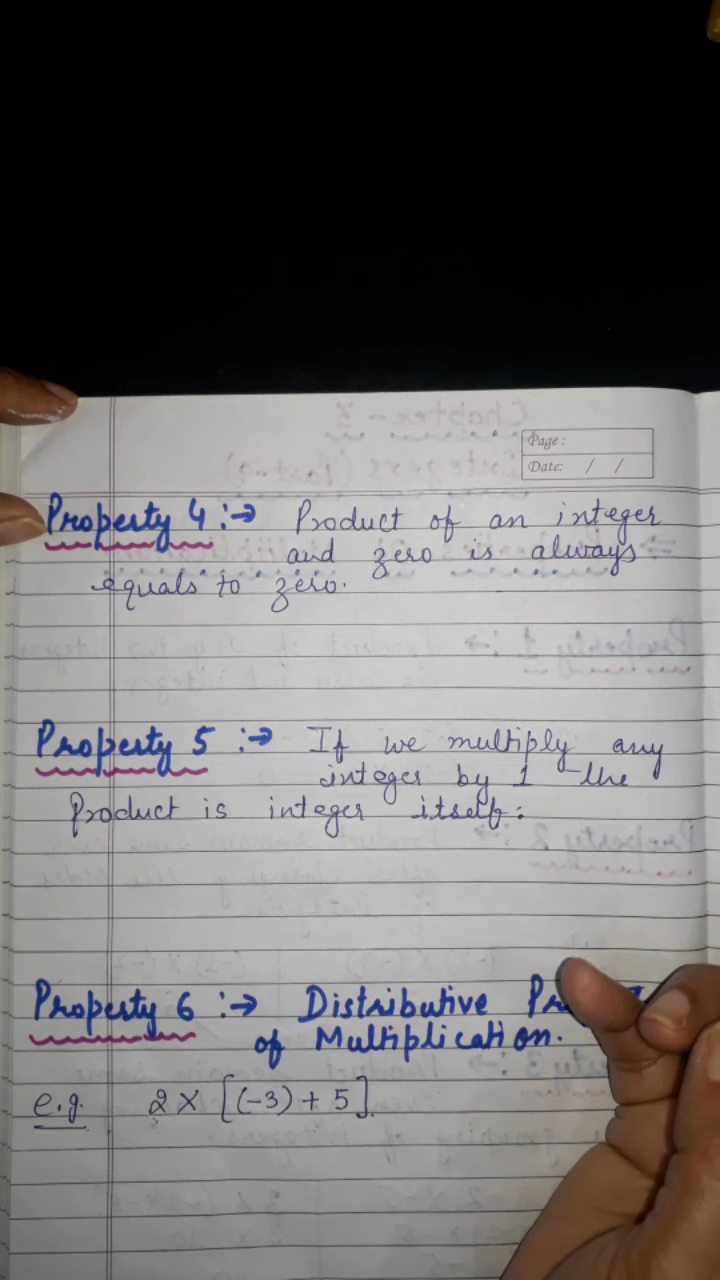 Page:
Date: / /
Property 4 :→ Product of an integer
and zero is always
equals to zero.
Property 5 :→ If we multiply any
integer by 1 the
Product is integer itself.
Property 6 :→ Distributive
of Multiplication.
e.g. 2 × [(-3) + 5]